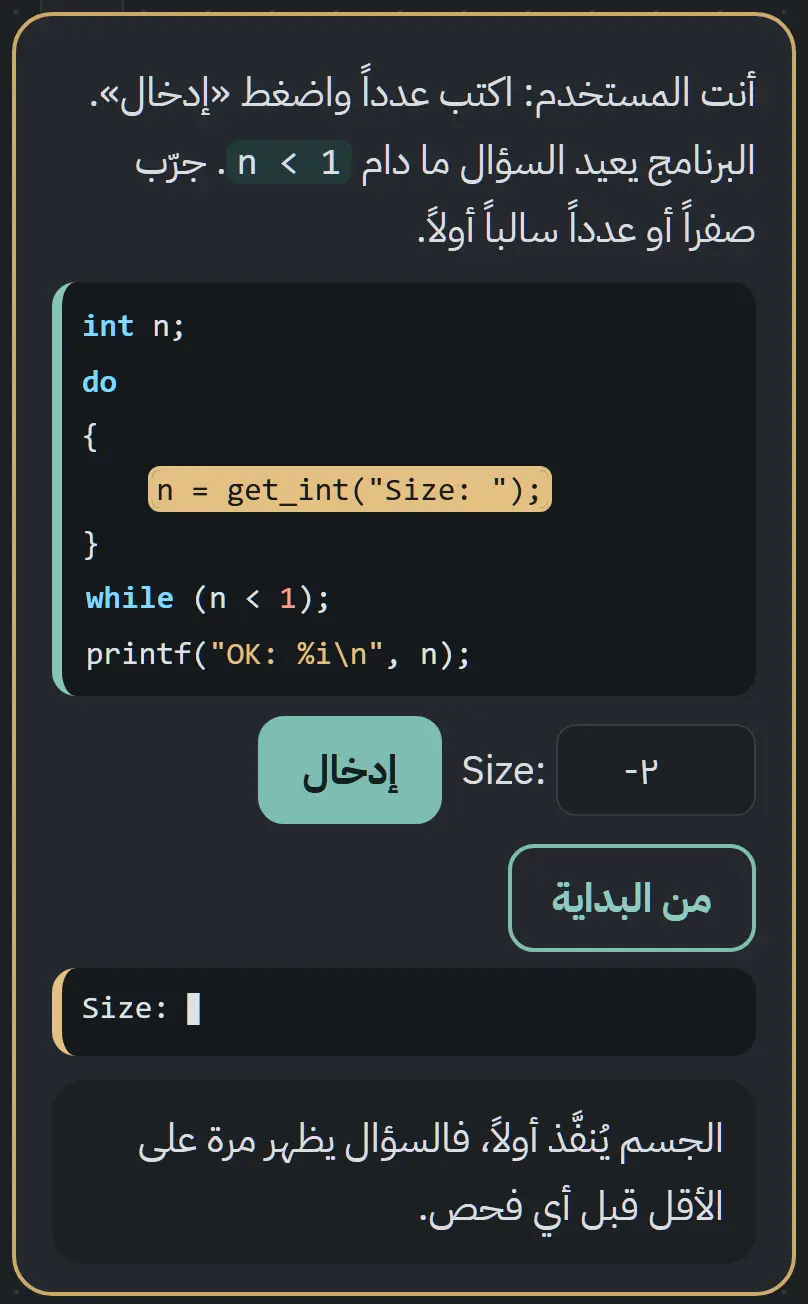 أنت المستخدم: اكتب عدداً واضغط «إدخال».
البرنامج يعيد السؤال ما دام n < 1. جرّب
صفراً أو عدداً سالباً أولاً.
int n;
do
{
    n = get_int("Size: ");
}
while (n < 1);
printf("OK: %i\n", n);
Size: -٢
إدخال
من البداية
Size:
الجسم يُنفَّذ أولاً، فالسؤال يظهر مرة على
الأقل قبل أي فحص.